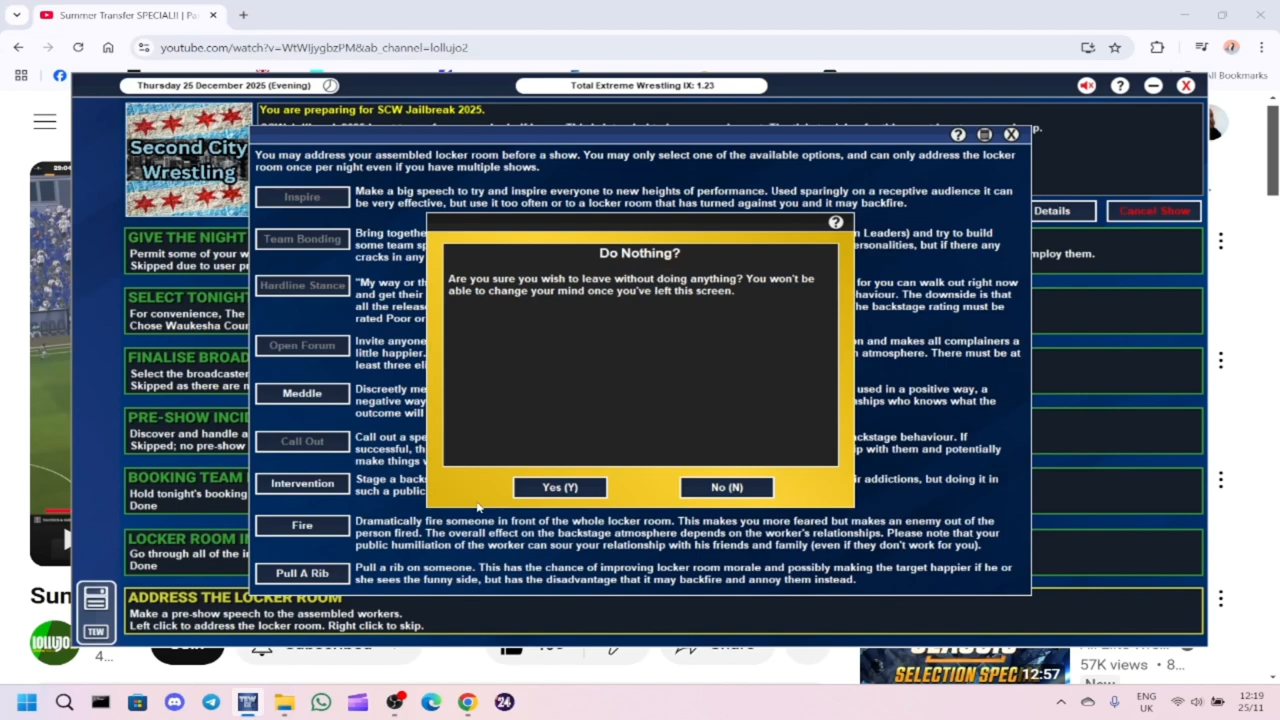 Summer Transfer SPECIAL!! | Pa
youtube.com/watch?v=WtWIjygbzPM&ab_channel=lollujo2
All Bookmarks
Thursday 25 December 2025 (Evening)
Total Extreme Wrestling IX: 1.23
Second City
Wrestling
You are preparing for SCW Jailbreak 2025.
You may address your assembled locker room before a show. You may only select one of the available options, and can only address the locker
room once per night even if you have multiple shows.
Inspire
Make a big speech to try and inspire everyone to new heights of performance. Used sparingly on a receptive audience it can
be very effective, but use it too often or to a locker room that has turned against you and it may backfire.
Details
Cancel Show
Team Bonding
Bring togethe
n Leaders) and try to build
some team sp
ersonalities, but if there any
cracks in any
Hardline Stance
"My way or th
for you can walk out right now
and get their
haviour. The downside is that
all the releas
he backstage rating must be
rated Poor or
Open Forum
Invite anyone
n and makes all complainers a
little happier.
atmosphere. There must be at
least three eli
Meddle
Discreetly me
used in a positive way, a
negative way
ships who knows what the
outcome will
Call Out
Call out a spe
ckstage behaviour. If
successful, th
p with them and potentially
make things w
Intervention
Stage a backs
ir addictions, but doing it in
such a public
Fire
Dramatically fire someone in front of the whole locker room. This makes you more feared but makes an enemy out of the
person fired. The overall effect on the backstage atmosphere depends on the worker's relationships. Please note that your
public humiliation of the worker can sour your relationship with his friends and family (even if they don't work for you).
Pull A Rib
Pull a rib on someone. This has the chance of improving locker room morale and possibly making the target happier if he or
she sees the funny side, but has the disadvantage that it may backfire and annoy them instead.
Do Nothing?
Are you sure you wish to leave without doing anything? You won't be
able to change your mind once you've left this screen.
Yes (Y)
No (N)
GIVE THE NIGHT
Permit some of your w
mploy them.
Skipped due to user pr
SELECT TONIGHT
For convenience, The
Chose Waukesha Cour
FINALISE BROAD
Select the broadcaster
Skipped as there are n
PRE-SHOW INCID
Discover and handle a
Skipped; no pre-show
BOOKING TEAM
Hold tonight's booking
Done
LOCKER ROOM I
Go through all of the i
Done
ADDRESS THE LOCKER ROOM
Make a pre-show speech to the assembled workers.
Left click to address the locker room. Right click to skip.
TEW
29:04
Sun
lollujo
4...
57K views • 8...
SELECTION SPEC
12:57
24
ENG
UK
12:19
25/11